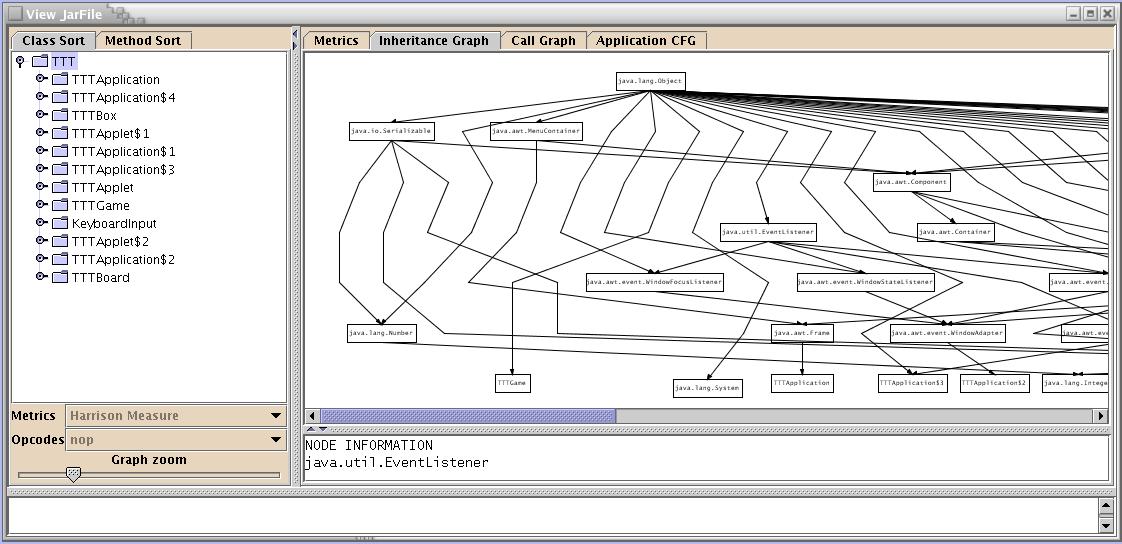 View JarFile
Class Sort
Method Sort
TTT
TTTApplication
TTTApplication$4
TTTBox
TTTApplet$1
TTTApplication$1
TTTApplication$3
TTTApplet
TTTGame
KeyboardInput
TTTApplet$2
TTTApplication$2
TTTBoard
Metrics Harrison Measure
Opcodes nop
Graph zoom
Metrics
Inheritance Graph
Call Graph
Application CFG
java.lang.Object
java.io.Serializable
java.awt.MenuContainer
java.awt.Component
java.util.EventListener
java.awt.Container
java.awt.event.WindowFocusListener
java.awt.event.WindowStateListener
java.awt.event.
java.lang.Number
java.awt.Frame
java.awt.event.WindowAdapter
java.awt.eve
TTTGame
java.lang.System
TTTApplication
TTTApplication$3
TTTApplication$2
java.lang.Intege
NODE INFORMATION
java.util.EventListener